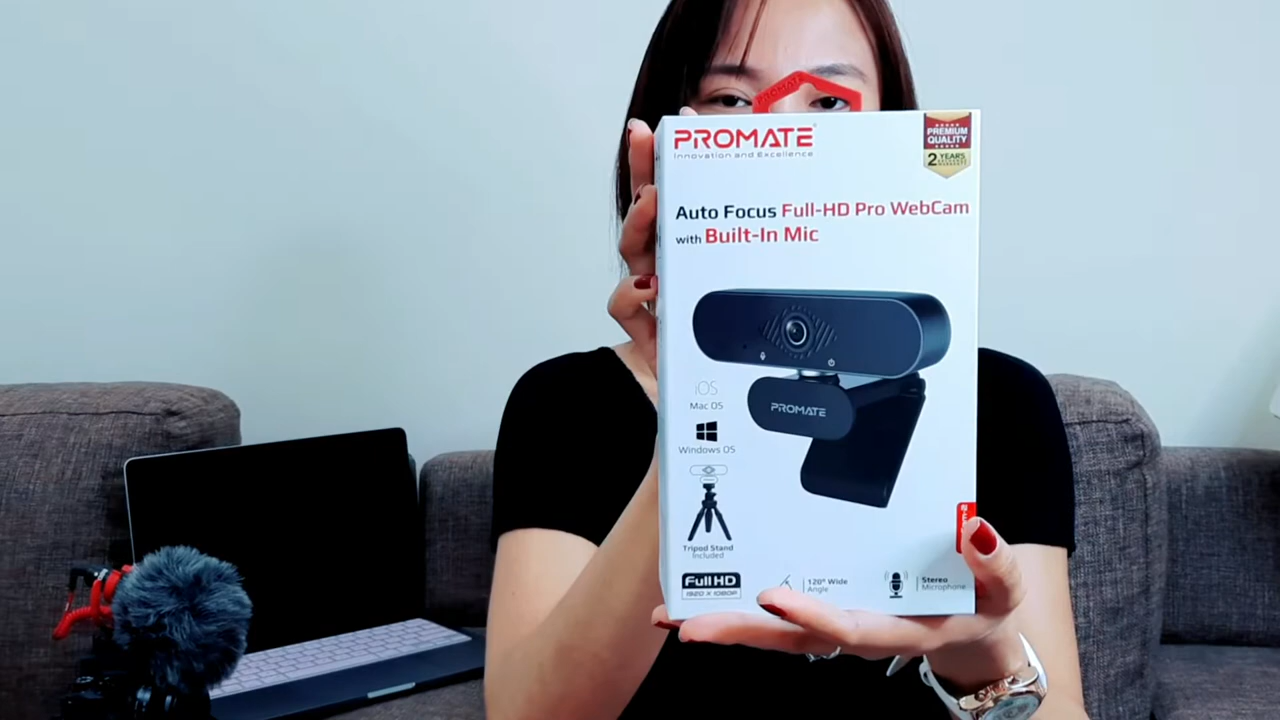 PROMATE
PROMATE
Innovation and Excellence
PREMIUM
QUALITY
2 YEARS
Auto Focus Full-HD Pro WebCam
with Built-In Mic
iOS
Mac OS
PROMATE
Windows OS
Tripod Stand
Included
Full HD
1920 X 1080P
120° Wide
Angle
Stereo
Microphone